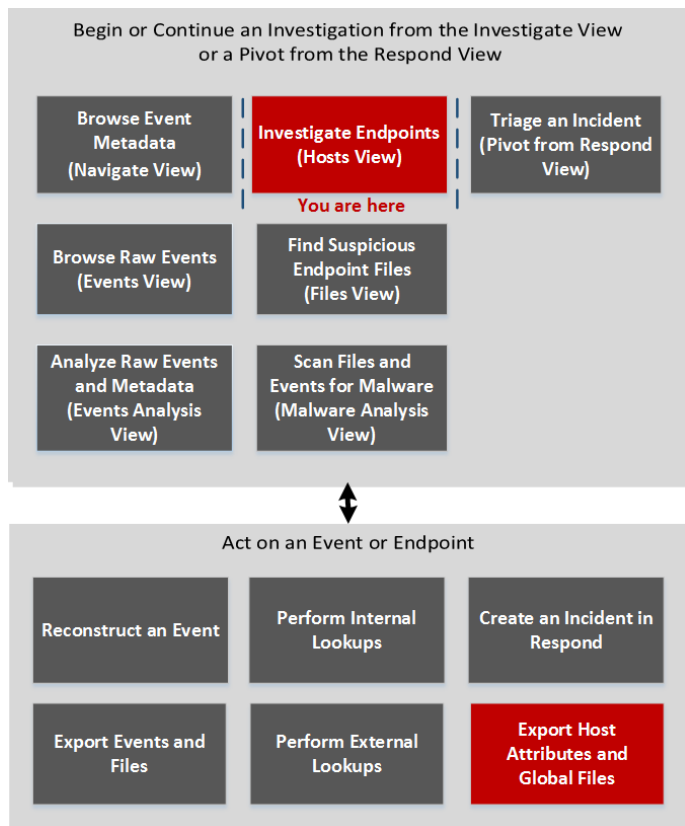 Begin or Continue an Investigation from the Investigate View
or a Pivot from the Respond View
Browse Event
Metadata
(Navigate View)
Investigate Endpoints
(Hosts View)
Triage an Incident
(Pivot from Respond
View)
You are here
Browse Raw Events
(Events View)
Find Suspicious
Endpoint Files
(Files View)
Analyze Raw Events
and Metadata
(Events Analysis
View)
Scan Files and
Events for Malware
(Malware Analysis
View)
Act on an Event or Endpoint
Reconstruct an Event
Perform Internal
Lookups
Create an Incident in
Respond
Export Events and
Files
Perform External
Lookups
Export Host
Attributes and
Global Files